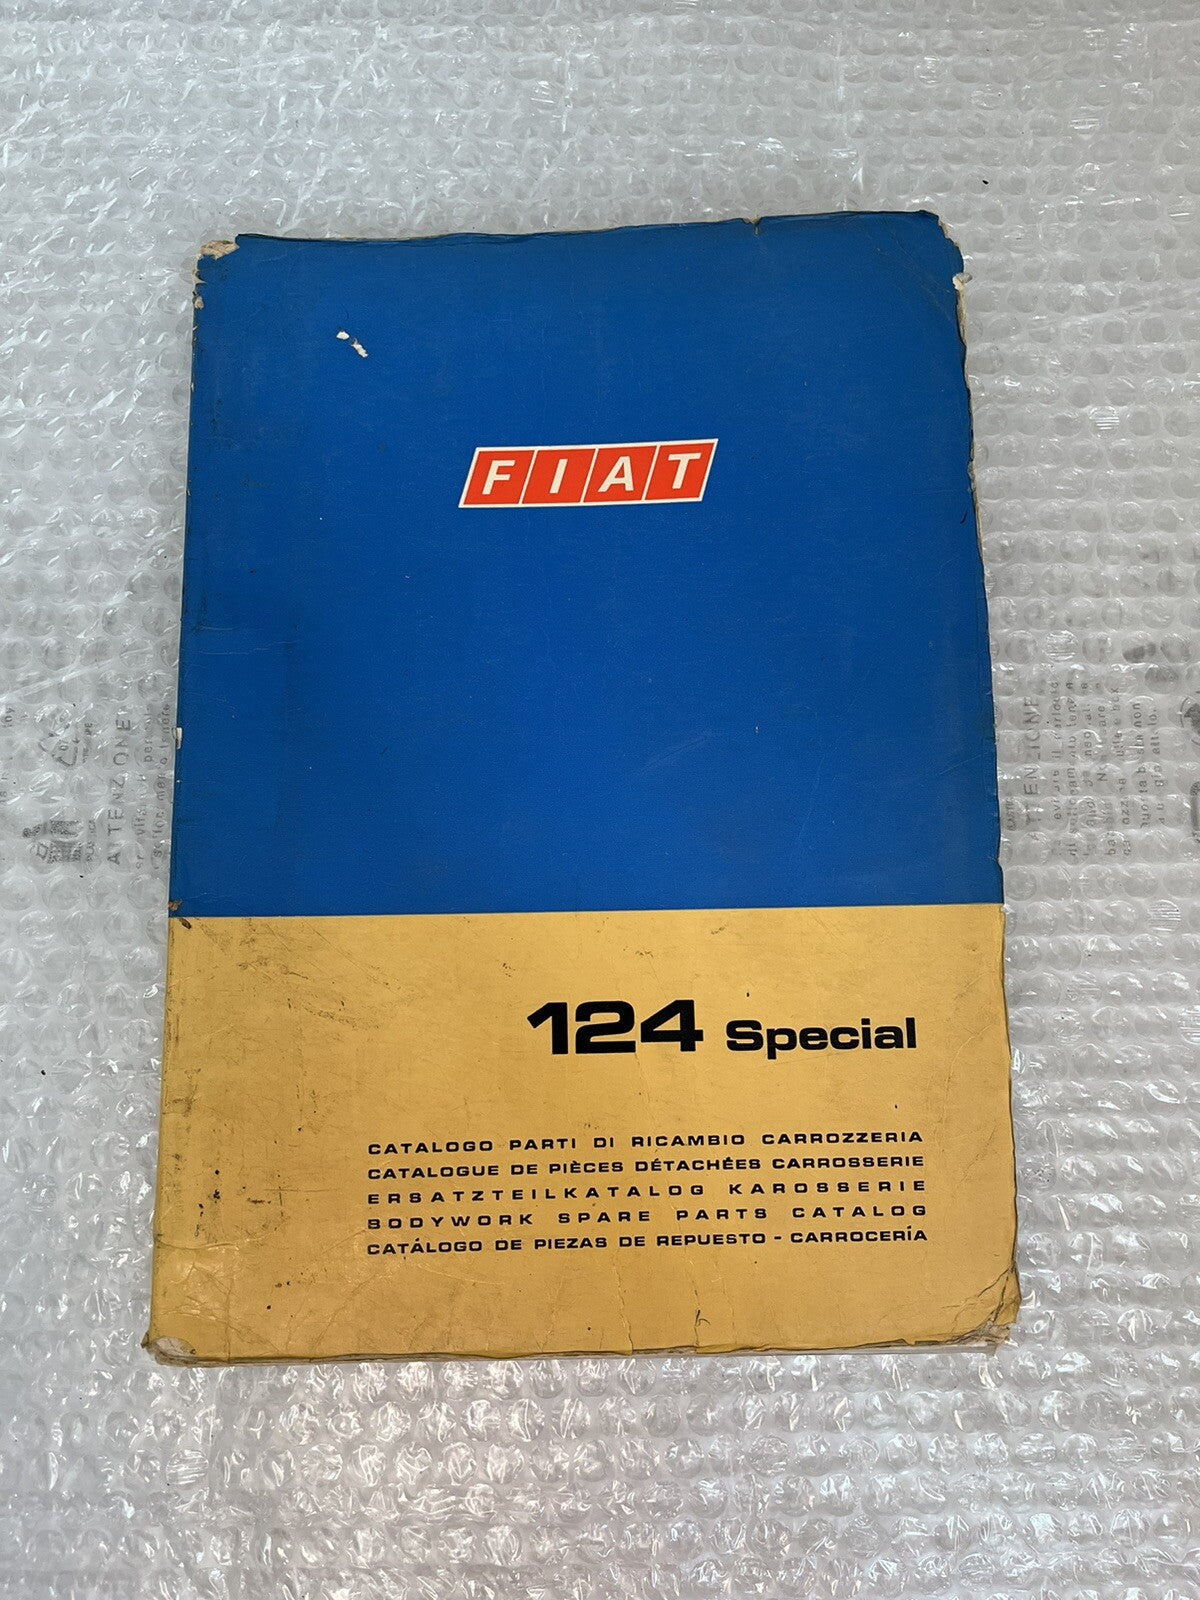 FIAT
124 Special
CATALOGO PARTI DI RICAMBIO CARROZZERIA
CATALOGUE DE PIÈCES DÉTACHÉES CARROSSERIE
ERSATZTEILKATALOG KAROSSERIE
BODYWORK SPARE PARTS CATALOG
CATÁLOGO DE PIEZAS DE REPUESTO - CARROCERÍA
ATTENZIONE